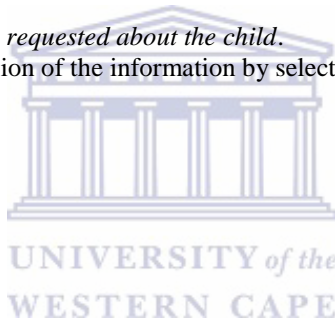 requested about the child.
ion of the information by select
UNIVERSITY of the
WESTERN CAPE